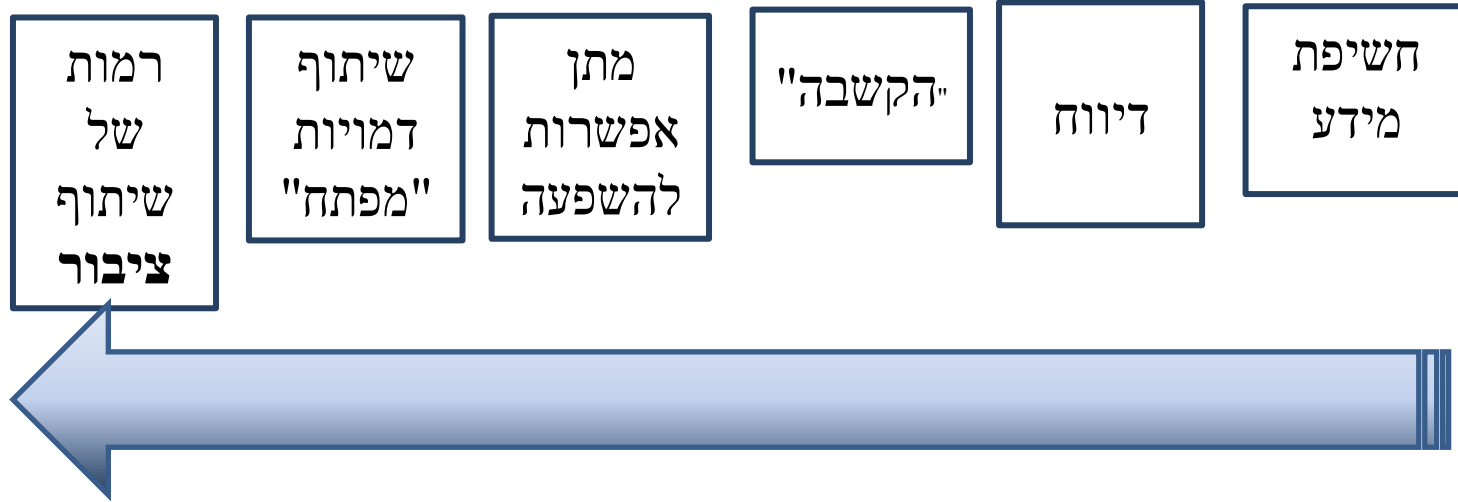 חשיפת
מידע
דיווח
"הקשבה"
מתן
אפשרות
להשפעה
שיתוף
דמויות
"מפתח"
רמות
של
שיתוף
ציבור